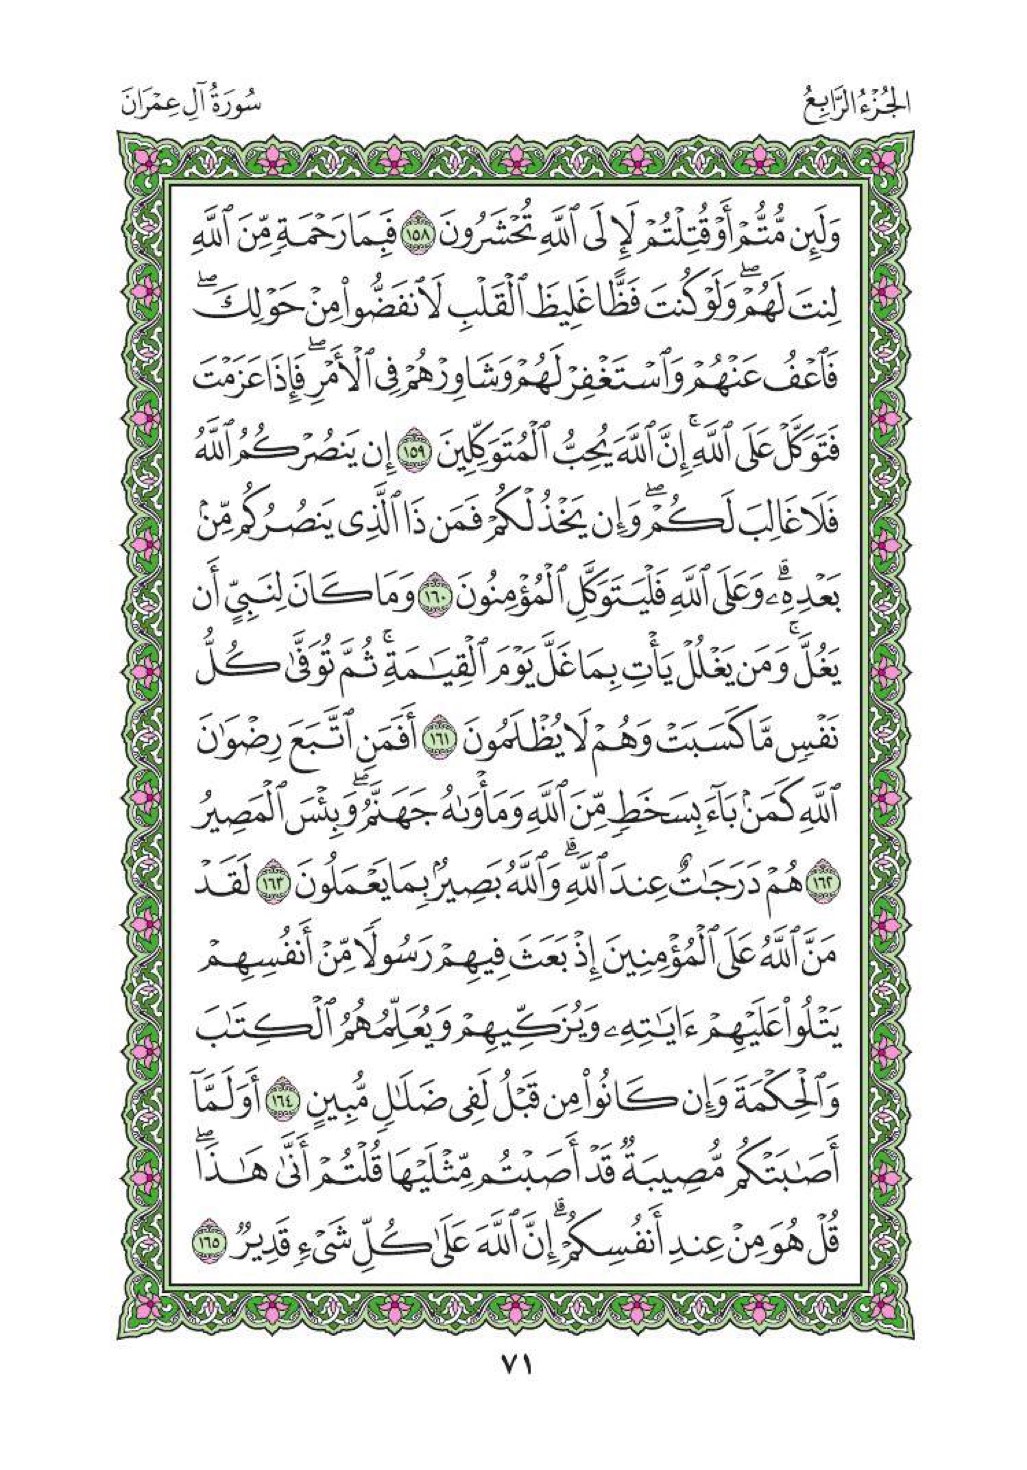 الجُزْءُ الرَّابِعُ
سُورَةُ آلِ عِمْرَانَ
وَلَئِن مُّتُّمْ أَوْ قُتِلْتُمْ لَإِلَى ٱللَّهِ تُحْشَرُونَ ١٥٨ فَبِمَا رَحْمَةٍ مِّنَ ٱللَّهِ
لِنتَ لَهُمْۖ وَلَوْ كُنتَ فَظًّا غَلِيظَ ٱلْقَلْبِ لَٱنفَضُّوا۟ مِنْ حَوْلِكَۖ
فَٱعْفُ عَنْهُمْ وَٱسْتَغْفِرْ لَهُمْ وَشَاوِرْهُمْ فِى ٱلْأَمْرِۖ فَإِذَا عَزَمْتَ
فَتَوَكَّلْ عَلَى ٱللَّهِۚ إِنَّ ٱللَّهَ يُحِبُّ ٱلْمُتَوَكِّلِينَ ١٥٩ إِن يَنصُرْكُمُ ٱللَّهُ
فَلَا غَالِبَ لَكُمْۖ وَإِن يَخْذُلْكُمْ فَمَن ذَا ٱلَّذِى يَنصُرُكُم مِّنۢ
بَعْدِهِۦۗ وَعَلَى ٱللَّهِ فَلْيَتَوَكَّلِ ٱلْمُؤْمِنُونَ ١٦٠ وَمَا كَانَ لِنَبِىٍّ أَن
يَغُلَّۚ وَمَن يَغْلُلْ يَأْتِ بِمَا غَلَّ يَوْمَ ٱلْقِيَـٰمَةِۚ ثُمَّ تُوَفَّىٰ كُلُّ
نَفْسٍ مَّا كَسَبَتْ وَهُمْ لَا يُظْلَمُونَ ١٦١ أَفَمَنِ ٱتَّبَعَ رِضْوَٰنَ
ٱللَّهِ كَمَنۢ بَآءَ بِسَخَطٍ مِّنَ ٱللَّهِ وَمَأْوَىٰهُ جَهَنَّمُۖ وَبِئْسَ ٱلْمَصِيرُ
١٦٢ هُمْ دَرَجَـٰتٌ عِندَ ٱللَّهِۗ وَٱللَّهُ بَصِيرٌۢ بِمَا يَعْمَلُونَ ١٦٣ لَقَدْ
مَنَّ ٱللَّهُ عَلَى ٱلْمُؤْمِنِينَ إِذْ بَعَثَ فِيهِمْ رَسُولًا مِّنْ أَنفُسِهِمْ
يَتْلُوا۟ عَلَيْهِمْ ءَايَـٰتِهِۦ وَيُزَكِّيهِمْ وَيُعَلِّمُهُمُ ٱلْكِتَـٰبَ
وَٱلْحِكْمَةَ وَإِن كَانُوا۟ مِن قَبْلُ لَفِى ضَلَـٰلٍ مُّبِينٍ ١٦٤ أَوَلَمَّآ
أَصَـٰبَتْكُم مُّصِيبَةٌ قَدْ أَصَبْتُم مِّثْلَيْهَا قُلْتُمْ أَنَّىٰ هَـٰذَاۖ
قُلْ هُوَ مِنْ عِندِ أَنفُسِكُمْۗ إِنَّ ٱللَّهَ عَلَىٰ كُلِّ شَىْءٍ قَدِيرٌ ١٦٥
٧١